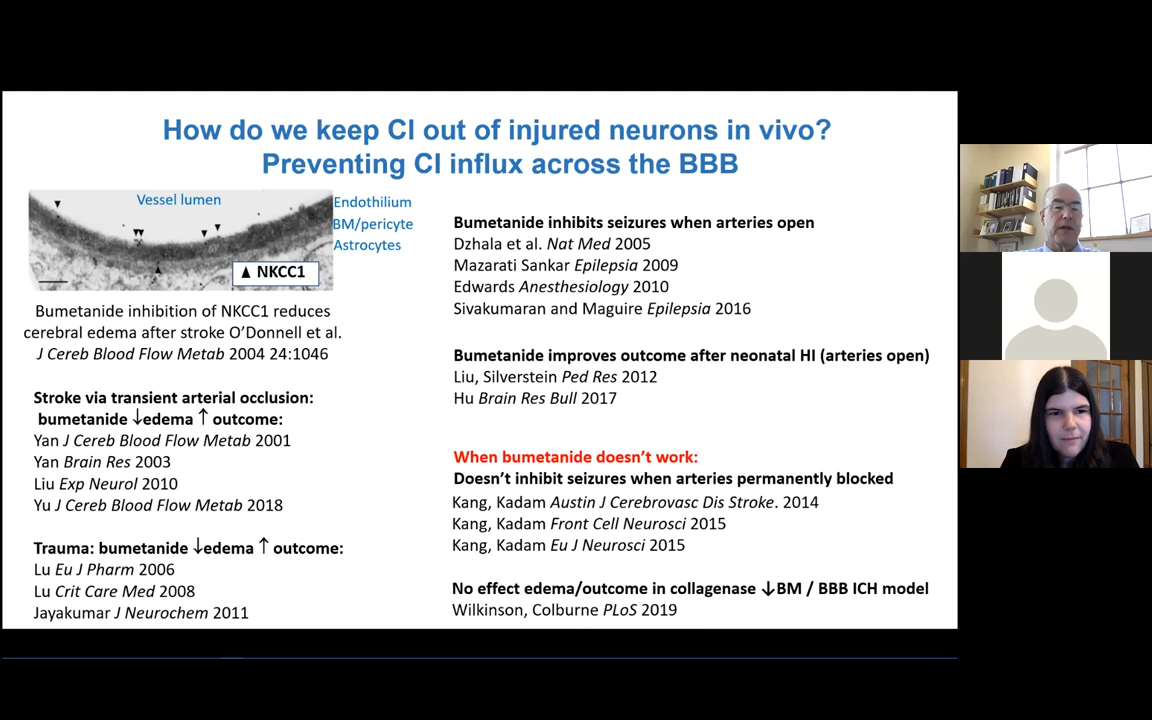 How do we keep Cl out of injured neurons in vivo?
Preventing Cl influx across the BBB
Vessel lumen
Endothilium
BM/pericyte
Astrocytes
▲ NKCC1
Bumetanide inhibition of NKCC1 reduces
cerebral edema after stroke O'Donnell et al.
J Cereb Blood Flow Metab 2004 24:1046
Stroke via transient arterial occlusion:
bumetanide ↓edema ↑ outcome:
Yan J Cereb Blood Flow Metab 2001
Yan Brain Res 2003
Liu Exp Neurol 2010
Yu J Cereb Blood Flow Metab 2018
Trauma: bumetanide ↓edema ↑ outcome:
Lu Eu J Pharm 2006
Lu Crit Care Med 2008
Jayakumar J Neurochem 2011
Bumetanide inhibits seizures when arteries open
Dzhala et al. Nat Med 2005
Mazarati Sankar Epilepsia 2009
Edwards Anesthesiology 2010
Sivakumaran and Maguire Epilepsia 2016
Bumetanide improves outcome after neonatal HI (arteries open)
Liu, Silverstein Ped Res 2012
Hu Brain Res Bull 2017
When bumetanide doesn't work:
Doesn't inhibit seizures when arteries permanently blocked
Kang, Kadam Austin J Cerebrovasc Dis Stroke. 2014
Kang, Kadam Front Cell Neurosci 2015
Kang, Kadam Eu J Neurosci 2015
No effect edema/outcome in collagenase ↓BM / BBB ICH model
Wilkinson, Colburne PLoS 2019